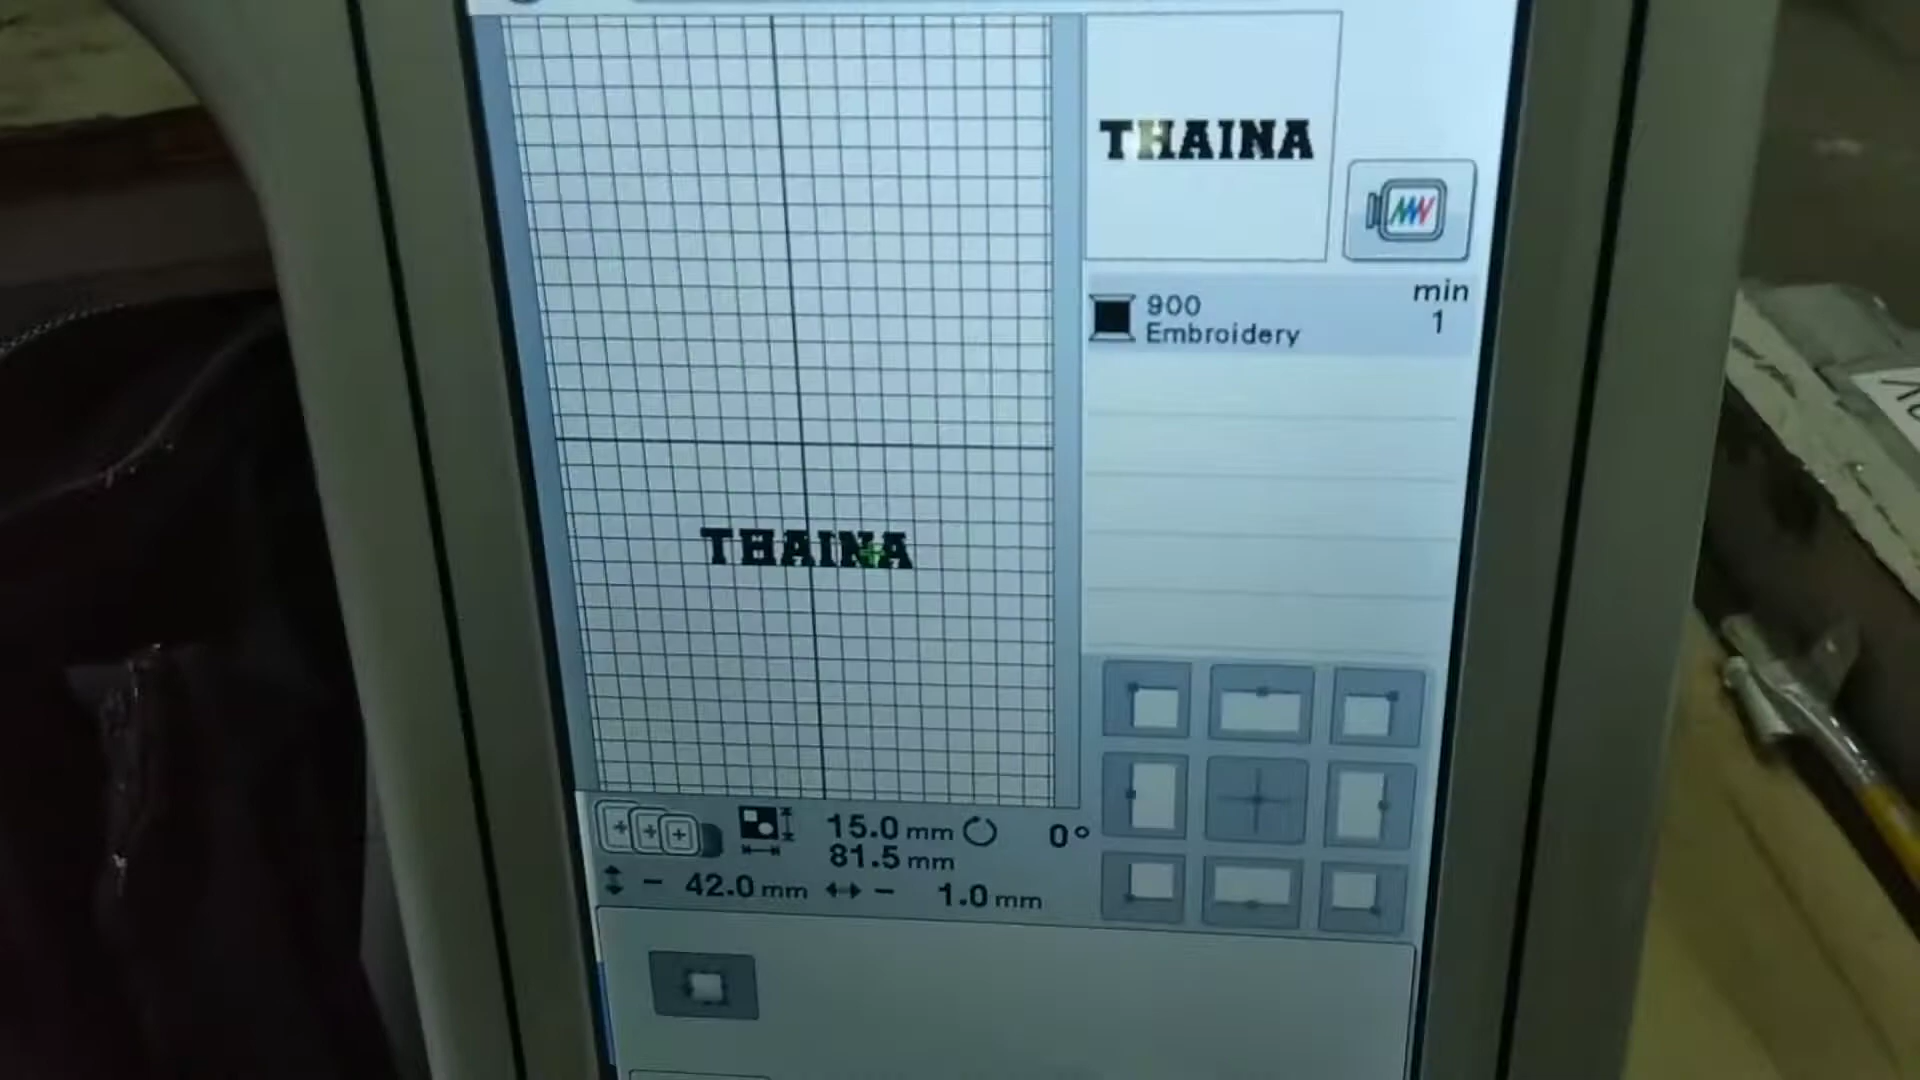 THAINA
900
Embroidery
min
1
THAINA
15.0 mm
0°
81.5 mm
- 42.0 mm
- 1.0 mm